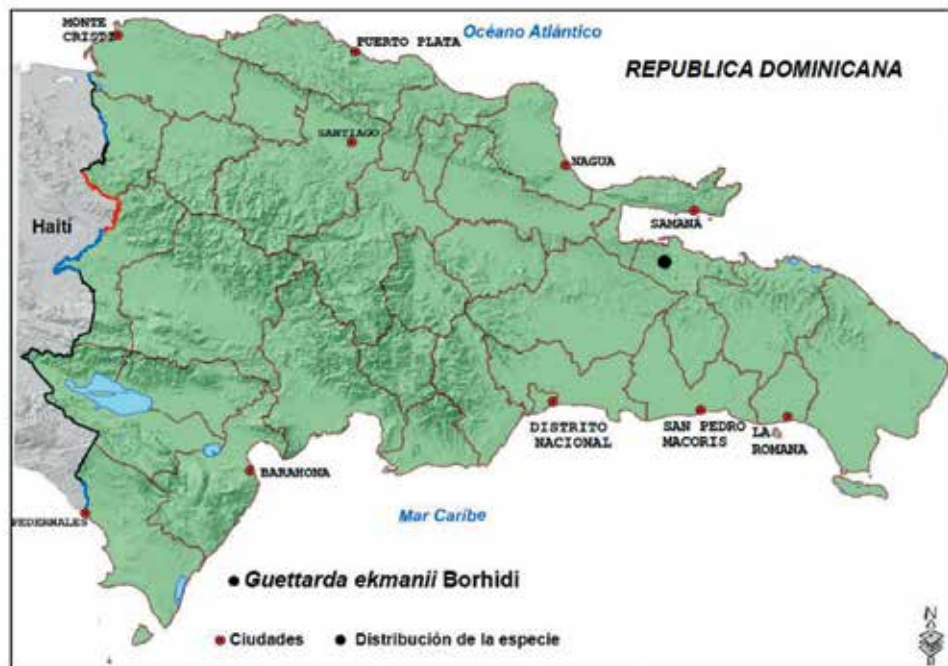 MONTE
CRISTI
PUERTO PLATA
Océano Atlántico
REPUBLICA DOMINICANA
SANTIAGO
NAGUA
Haití
SAMANÁ
DISTRITO
NACIONAL
SAN PEDRO
MACORIS
LA
ROMANA
BARAHONA
PEDERNALES
Mar Caribe
Guettarda ekmanii Borhidi
Ciudades
Distribución de la especie
N